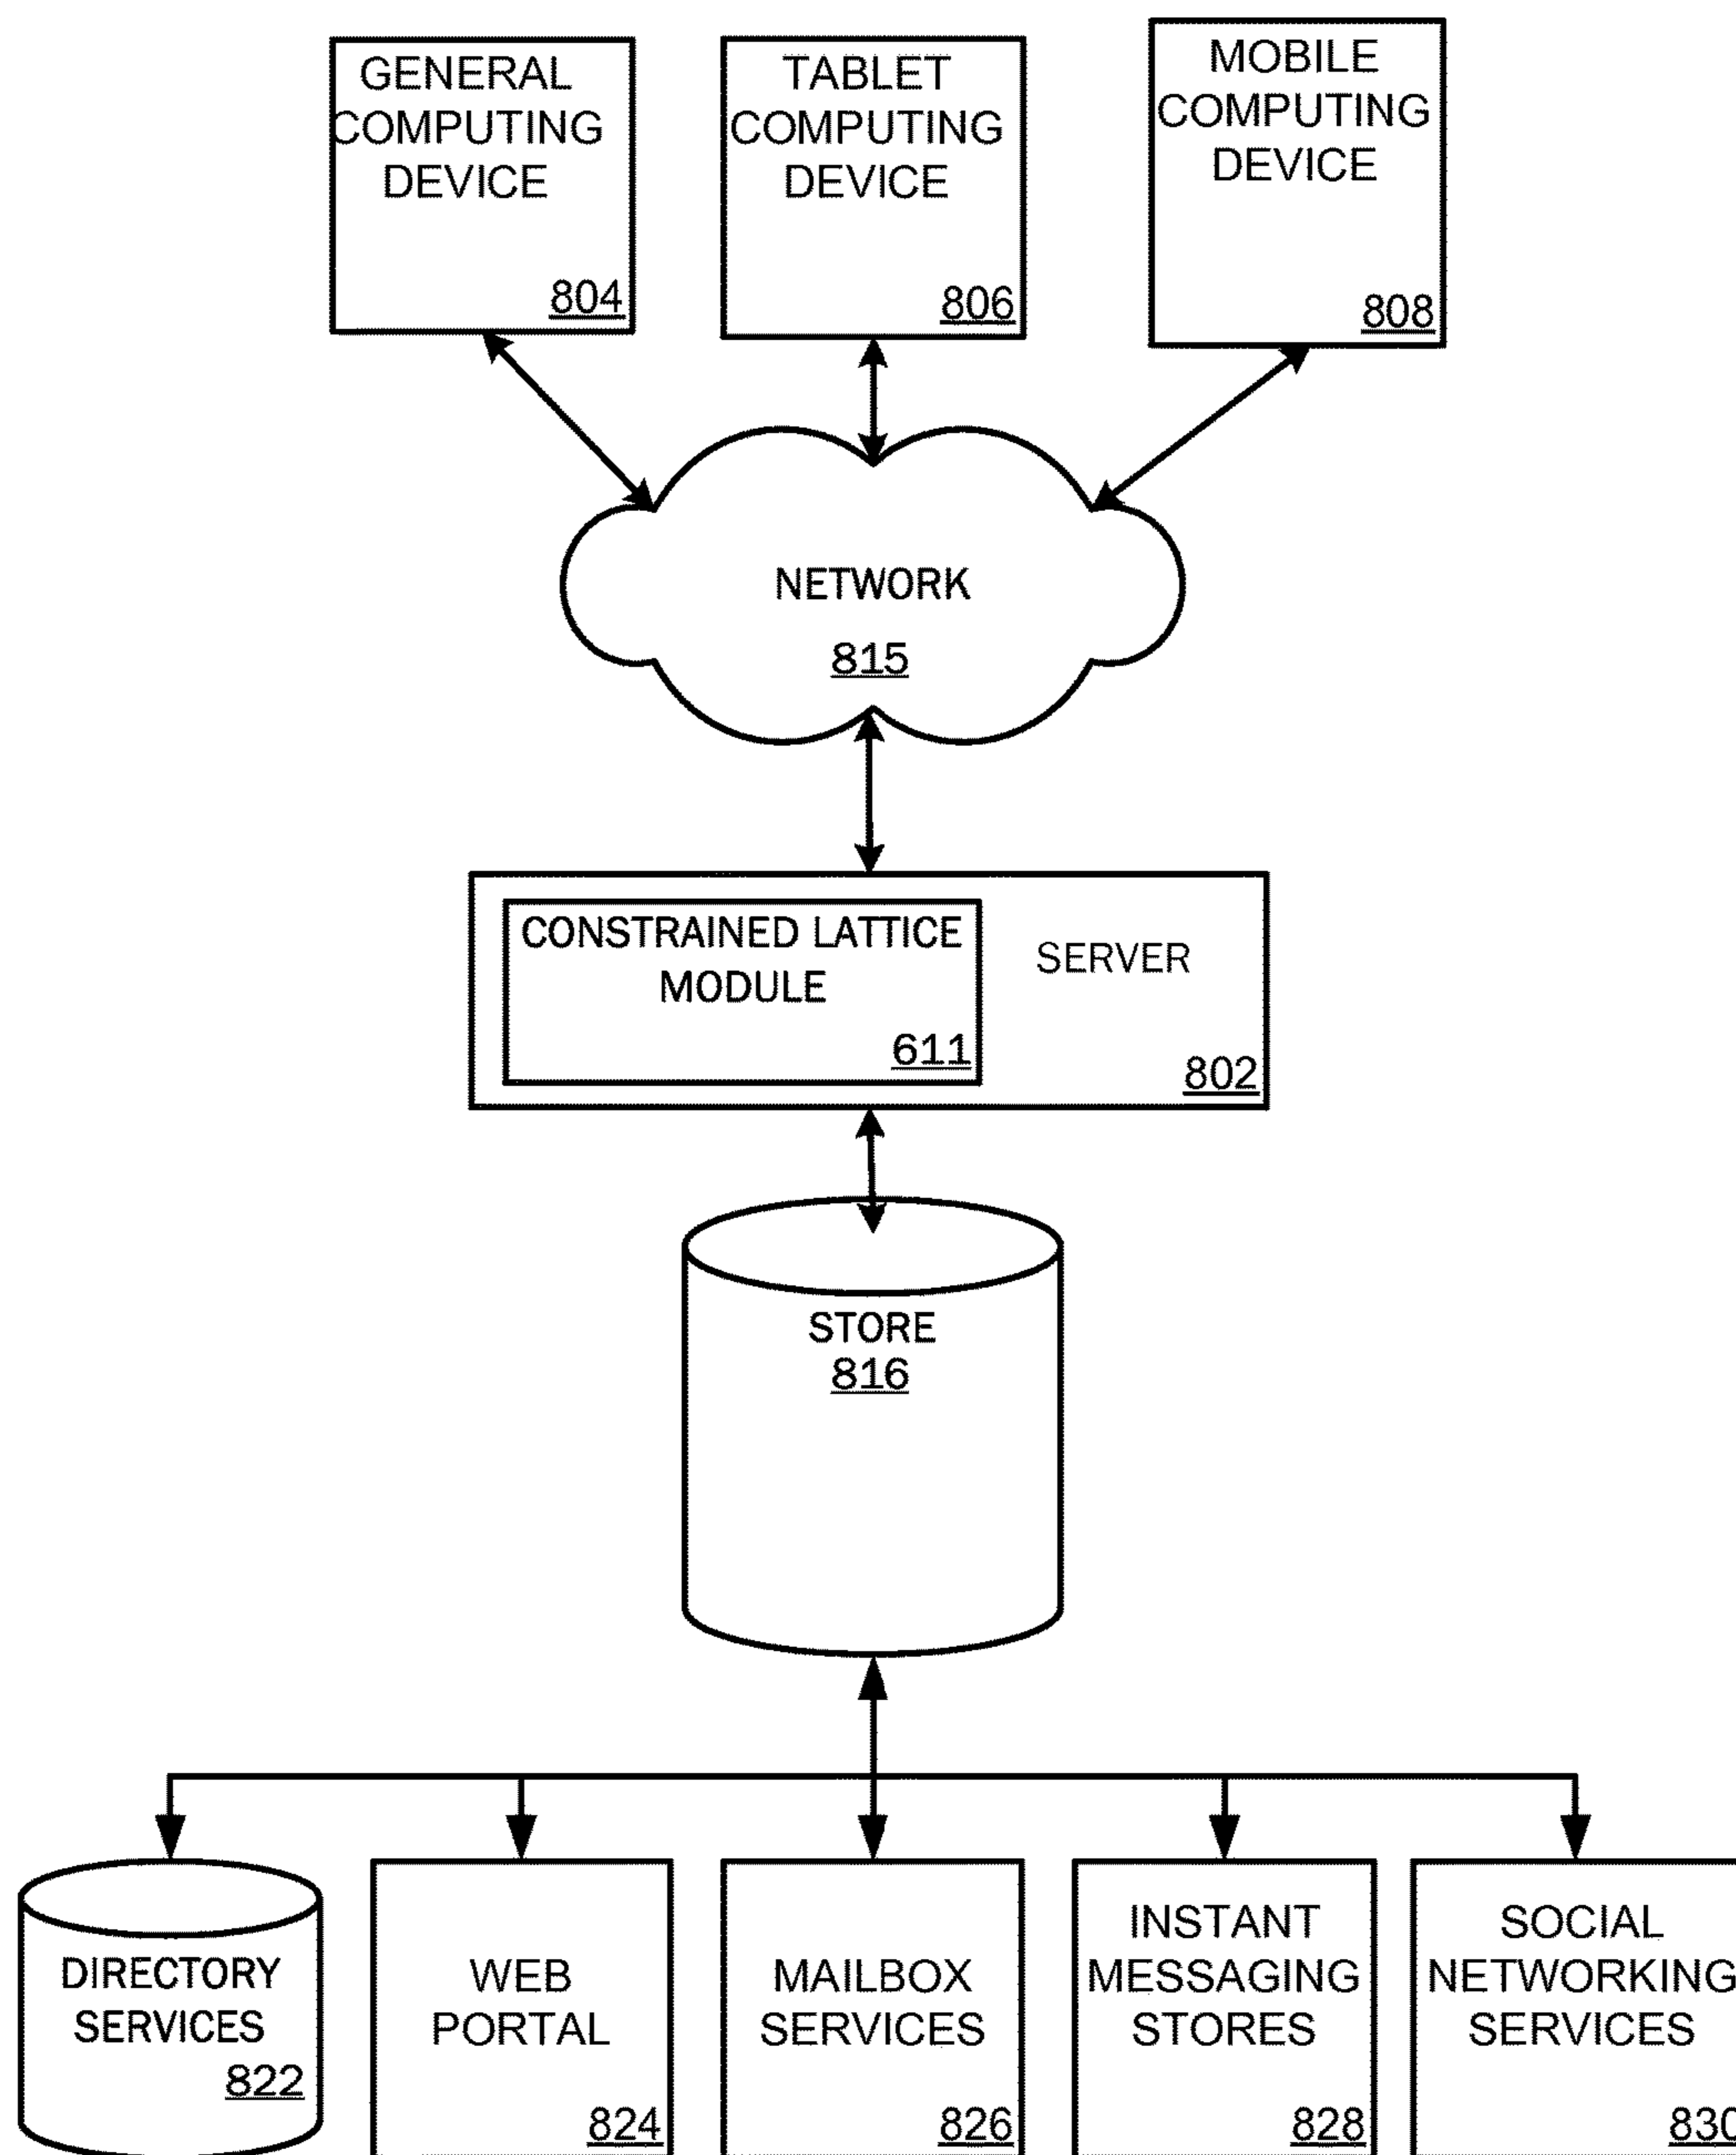 GENERAL
COMPUTING
DEVICE
804
TABLET
COMPUTING
DEVICE
806
MOBILE
COMPUTING
DEVICE
808
NETWORK
815
CONSTRAINED LATTICE
MODULE
611
SERVER
802
STORE
816
DIRECTORY
SERVICES
822
WEB
PORTAL
824
MAILBOX
SERVICES
826
INSTANT
MESSAGING
STORES
828
SOCIAL
NETWORKING
SERVICES
830